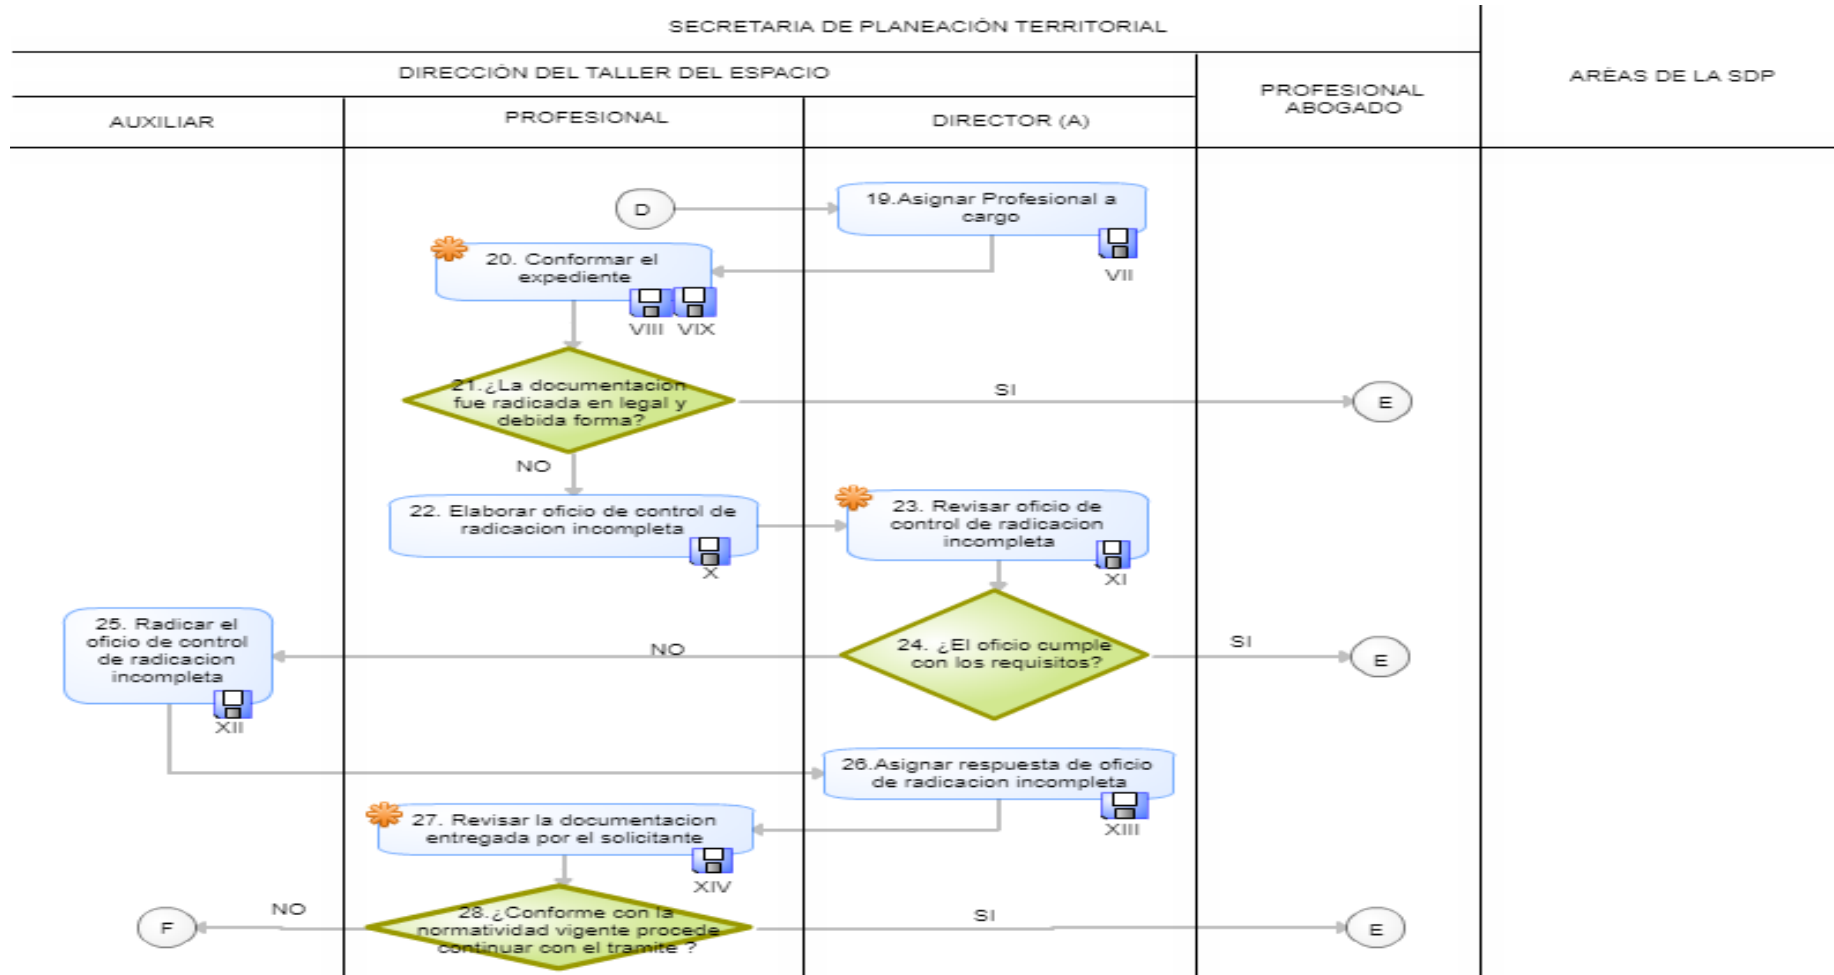 SECRETARIA DE PLANEACIÓN TERRITORIAL
DIRECCIÓN DEL TALLER DEL ESPACIO
PROFESIONAL
ABOGADO
ARÉAS DE LA SDP
AUXILIAR
PROFESIONAL
DIRECTOR (A)
D
19.Asignar Profesional a
cargo
VII
20. Conformar el
expediente
VIII VIX
21.¿La documentacion
fue radicada en legal y
debida forma?
SI
E
NO
22. Elaborar oficio de control de
radicacion incompleta
X
23. Revisar oficio de
control de radicacion
incompleta
XI
24. ¿El oficio cumple
con los requisitos?
SI
E
NO
25. Radicar el
oficio de control
de radicacion
incompleta
XII
26.Asignar respuesta de oficio
de radicacion incompleta
XIII
27. Revisar la documentacion
entregada por el solicitante
XIV
28.¿Conforme con la
normatividad vigente procede
continuar con el tramite ?
NO
F
SI
E